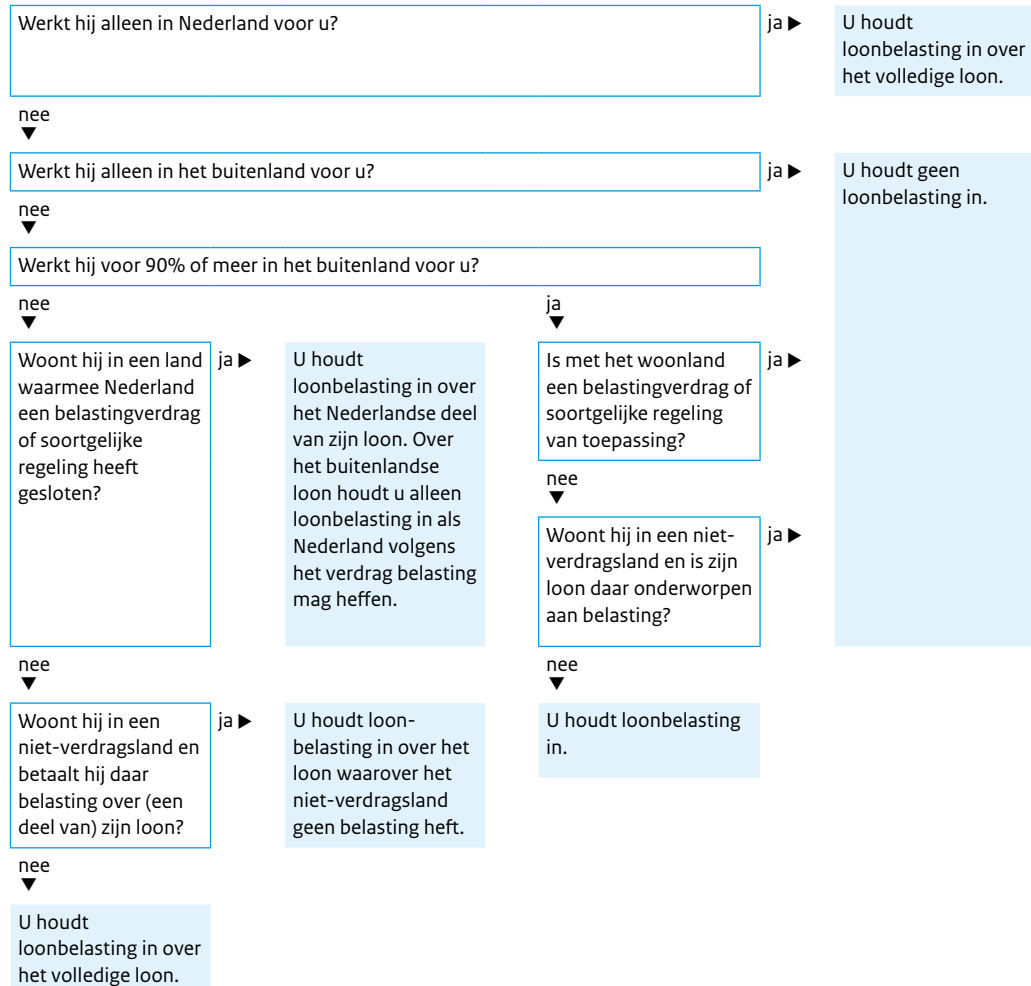 Werkt hij alleen in Nederland voor u?
ja ▶
U houdt
loonbelasting in over
het volledige loon.
nee
▼
Werkt hij alleen in het buitenland voor u?
ja ▶
U houdt geen
loonbelasting in.
nee
▼
Werkt hij voor 90% of meer in het buitenland voor u?
nee
▼
ja
▼
Woont hij in een land
waarmee Nederland
een belastingverdrag
of soortgelijke
regeling heeft
gesloten?
ja ▶
U houdt
loonbelasting in over
het Nederlandse deel
van zijn loon. Over
het buitenlandse
loon houdt u alleen
loonbelasting in als
Nederland volgens
het verdrag belasting
mag heffen.
Is met het woonland
een belastingverdrag of
soortgelijke regeling
van toepassing?
ja ▶
nee
▼
Woont hij in een niet-
verdragsland en is zijn
loon daar onderworpen
aan belasting?
ja ▶
nee
▼
nee
▼
Woont hij in een
niet-verdragsland en
betaalt hij daar
belasting over (een
deel van) zijn loon?
ja ▶
U houdt loon-
belasting in over het
loon waarover het
niet-verdragsland
geen belasting heft.
U houdt loonbelasting
in.
nee
▼
U houdt
loonbelasting in over
het volledige loon.